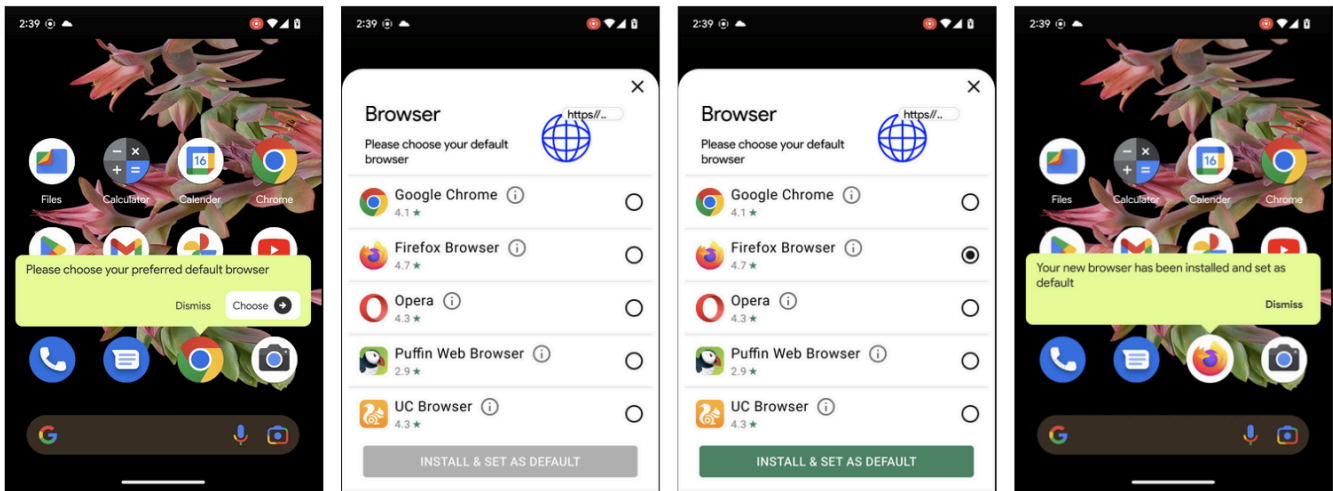 2:39
16
Files
Calculator
Calender
Chrome
Please choose your preferred default browser
Dismiss
Choose
2:39
Browser
https//..
Please choose your default
browser
Google Chrome
4.1 ★
Firefox Browser
4.7 ★
Opera
4.3 ★
Puffin Web Browser
2.9 ★
UC Browser
4.3 ★
INSTALL & SET AS DEFAULT
2:39
Browser
https//..
Please choose your default
browser
Google Chrome
4.1 ★
Firefox Browser
4.7 ★
Opera
4.3 ★
Puffin Web Browser
2.9 ★
UC Browser
4.3 ★
INSTALL & SET AS DEFAULT
2:39
16
Files
Calculator
Calender
Chrome
Your new browser has been installed and set as
default
Dismiss